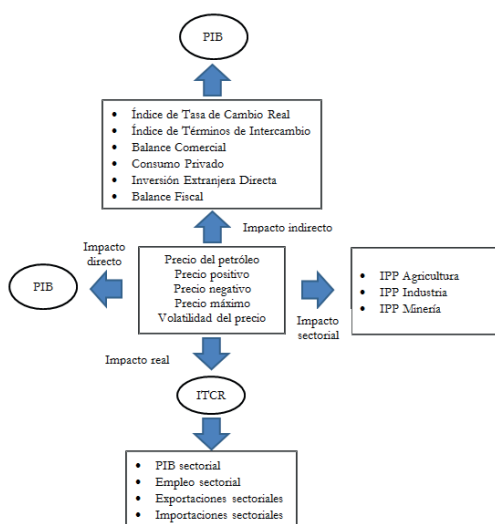 PIB
• Índice de Tasa de Cambio Real
• Índice de Términos de Intercambio
• Balance Comercial
• Consumo Privado
• Inversión Extranjera Directa
• Balance Fiscal
Impacto indirecto
Impacto
directo
PIB
Precio del petróleo
Precio positivo
Precio negativo
Precio máximo
Volatilidad del precio
Impacto
sectorial
• IPP Agricultura
• IPP Industria
• IPP Minería
Impacto real
ITCR
• PIB sectorial
• Empleo sectorial
• Exportaciones sectoriales
• Importaciones sectoriales